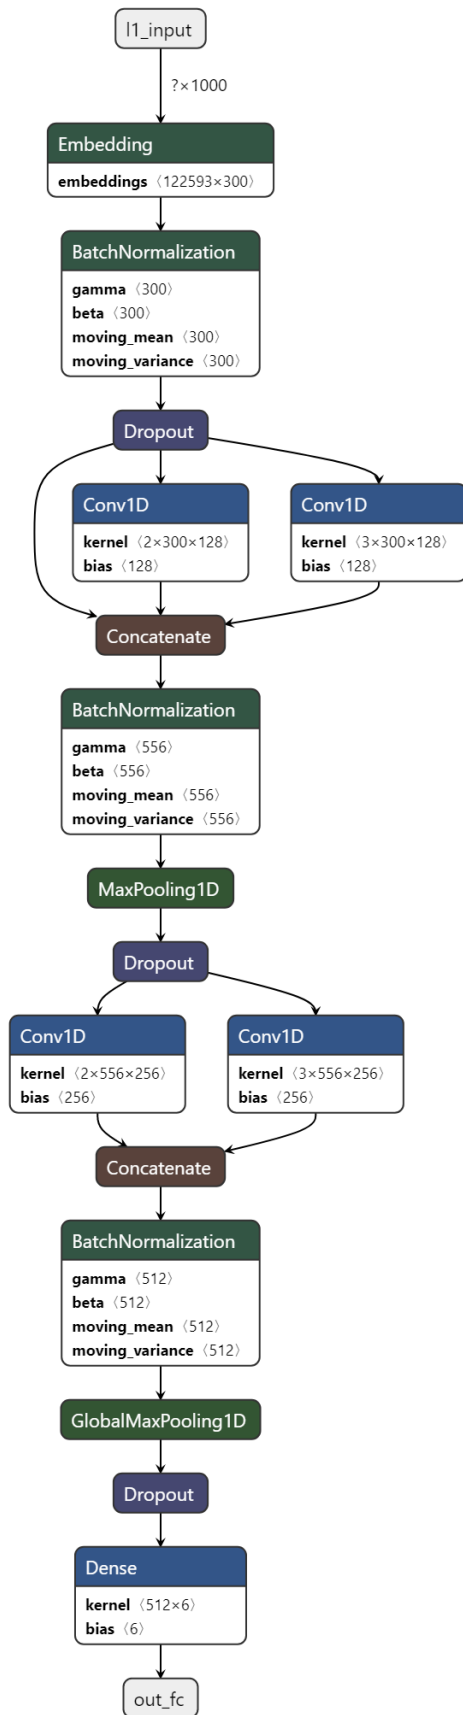 l1_input
?×1000
Embedding
embeddings 〈122593×300〉
BatchNormalization
gamma 〈300〉
beta 〈300〉
moving_mean 〈300〉
moving_variance 〈300〉
Dropout
Conv1D
kernel 〈2×300×128〉
bias 〈128〉
Conv1D
kernel 〈3×300×128〉
bias 〈128〉
Concatenate
BatchNormalization
gamma 〈556〉
beta 〈556〉
moving_mean 〈556〉
moving_variance 〈556〉
MaxPooling1D
Dropout
Conv1D
kernel 〈2×556×256〉
bias 〈256〉
Conv1D
kernel 〈3×556×256〉
bias 〈256〉
Concatenate
BatchNormalization
gamma 〈512〉
beta 〈512〉
moving_mean 〈512〉
moving_variance 〈512〉
GlobalMaxPooling1D
Dropout
Dense
kernel 〈512×6〉
bias 〈6〉
out_fc